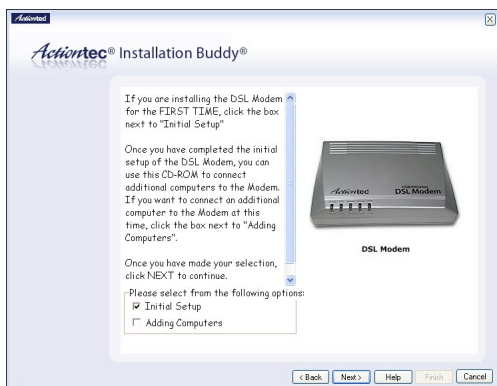 Actiontec
Actiontec® Installation Buddy®
If you are installing the DSL Modem
for the FIRST TIME, click the box
next to "Initial Setup"
Once you have completed the initial
setup of the DSL Modem, you can
use this CD-ROM to connect
additional computers to the Modem.
If you want to connect an additional
computer to the Modem at this
time, click the box next to "Adding
Computers".
Once you have made your selection,
click NEXT to continue.
Actiontec
DSL Modem
DSL Modem
Please select from the following options:
Initial Setup
Adding Computers
< Back Next > Help Finish Cancel